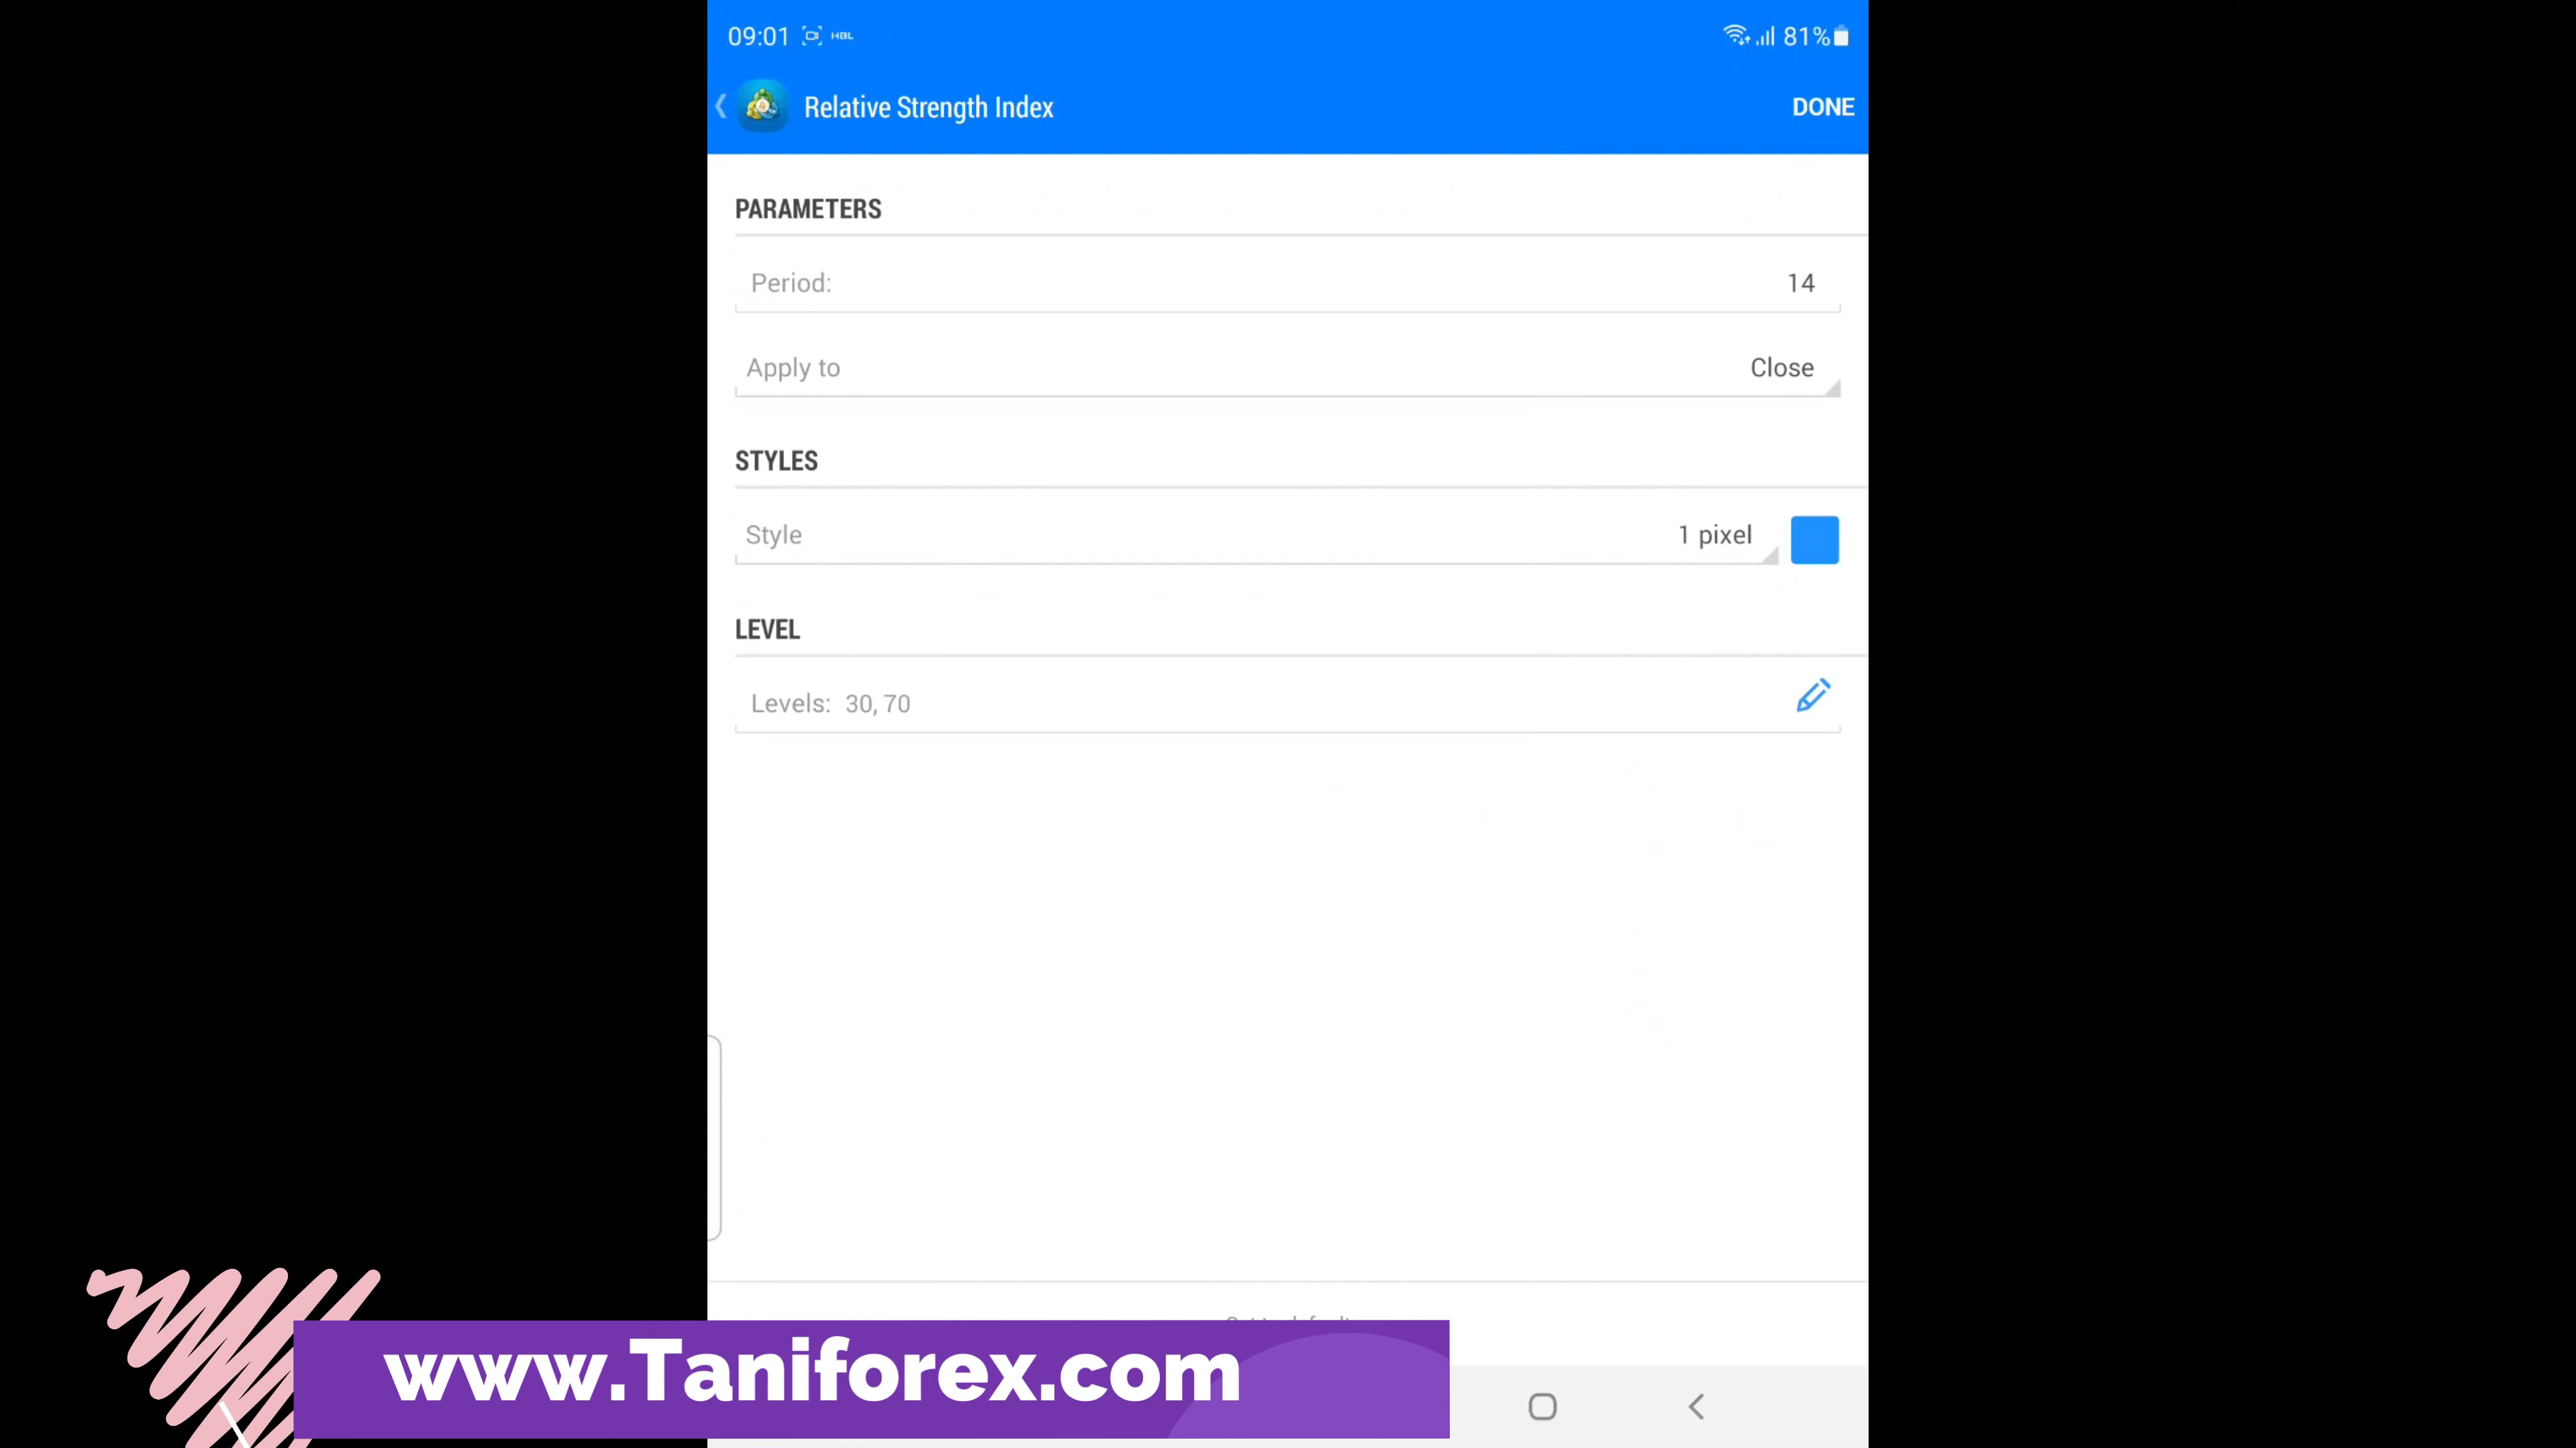 09:01 HBL 81%
Relative Strength Index DONE
PARAMETERS
Period: 14
Apply to Close
STYLES
Style 1 pixel
LEVEL
Levels: 30, 70
www.Taniforex.com